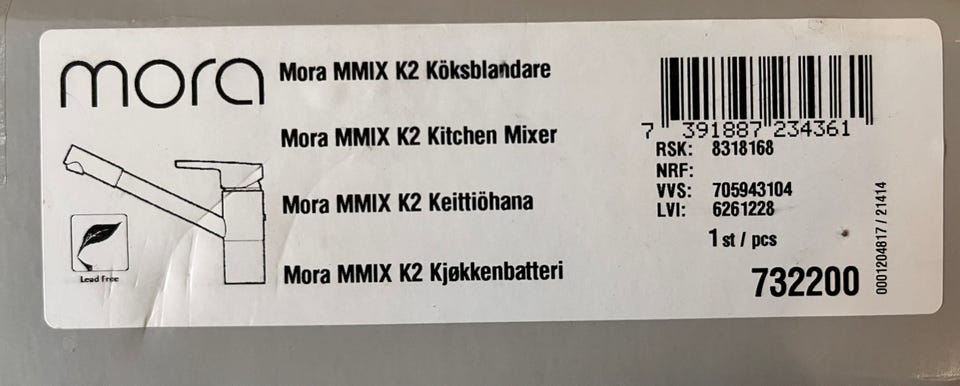 mora
Mora MMIX K2 Köksblandare
Mora MMIX K2 Kitchen Mixer
Mora MMIX K2 Keittiöhana
Mora MMIX K2 Kjøkkenbatteri
Lead Free
7 391887 234361
RSK: 8318168
NRF:
VVS: 705943104
LVI: 6261228
1 st / pcs
732200
0001204817 / 21414